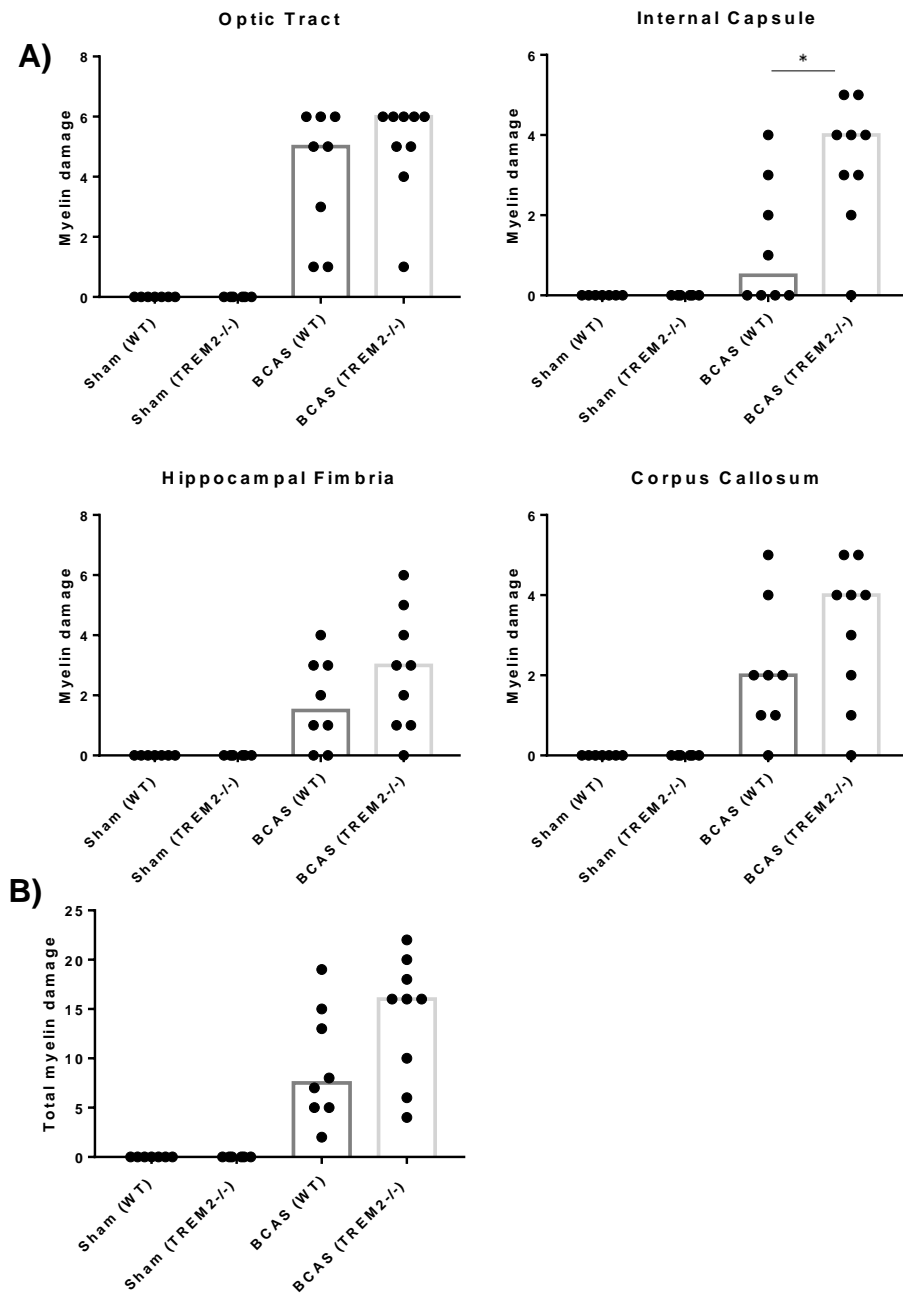 A)
Optic Tract
Myelin damage
8
6
4
2
0
Sham (WT)
Sham (TREM2-/-)
BCAS (WT)
BCAS (TREM2-/-)
Internal Capsule
Myelin damage
6
4
2
0
*
Sham (WT)
Sham (TREM2-/-)
BCAS (WT)
BCAS (TREM2-/-)
Hippocampal Fimbria
Myelin damage
8
6
4
2
0
Sham (WT)
Sham (TREM2-/-)
BCAS (WT)
BCAS (TREM2-/-)
Corpus Callosum
Myelin damage
6
4
2
0
Sham (WT)
Sham (TREM2-/-)
BCAS (WT)
BCAS (TREM2-/-)
B)
Total myelin damage
25
20
15
10
5
0
Sham (WT)
Sham (TREM2-/-)
BCAS (WT)
BCAS (TREM2-/-)